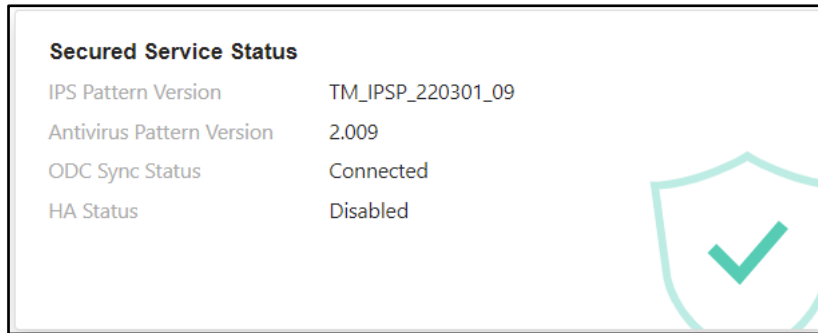 Secured Service Status
IPS Pattern Version TM_IPSP_220301_09
Antivirus Pattern Version 2.009
ODC Sync Status Connected
HA Status Disabled